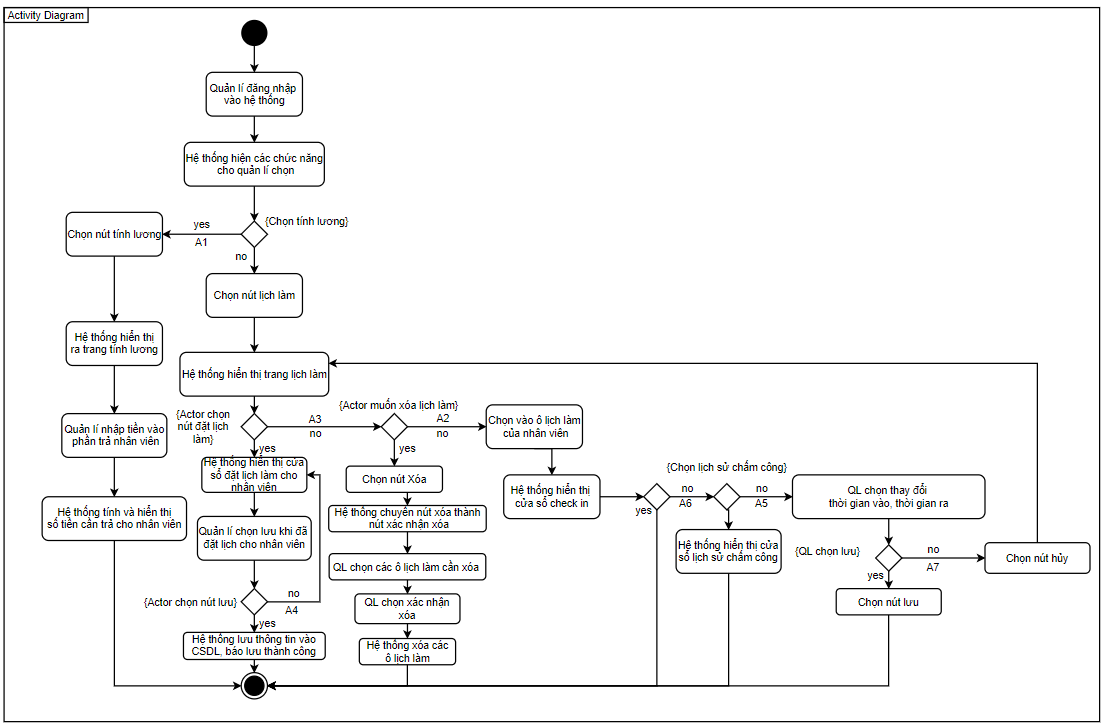 Activity Diagram
Quản lí đăng nhập
vào hệ thống
Hệ thống hiện các chức năng
cho quản lí chọn
{Chọn tính lương}
yes
A1
no
Chọn nút tính lương
Chọn nút lịch làm
Hệ thống hiển thị
ra trang tính lương
Hệ thống hiển thị trang lịch làm
Quản lí nhập tiền vào
phần trả nhân viên
Hệ thống tính và hiển thị
số tiền cần trả cho nhân viên
{Actor chọn
nút đặt lịch
làm}
A3
no
yes
Hệ thống hiển thị cửa
sổ đặt lịch làm cho
nhân viên
Quản lí chọn lưu khi đã
đặt lịch cho nhân viên
{Actor chọn nút lưu}
no
A4
yes
Hệ thống lưu thông tin vào
CSDL, báo lưu thành công
{Actor muốn xóa lịch làm}
A2
no
yes
Chọn nút Xóa
Hệ thống chuyển nút xóa thành
nút xác nhận xóa
QL chọn các ô lịch làm cần xóa
QL chọn xác nhận
xóa
Hệ thống xóa các
ô lịch làm
Chọn vào ô lịch làm
của nhân viên
Hệ thống hiển thị
cửa sổ check in
{Chọn lịch sử chấm công}
yes
no
A6
no
A5
Hệ thống hiển thị cửa
sổ lịch sử chấm công
QL chọn thay đổi
thời gian vào, thời gian ra
{QL chọn lưu}
no
A7
yes
Chọn nút hủy
Chọn nút lưu